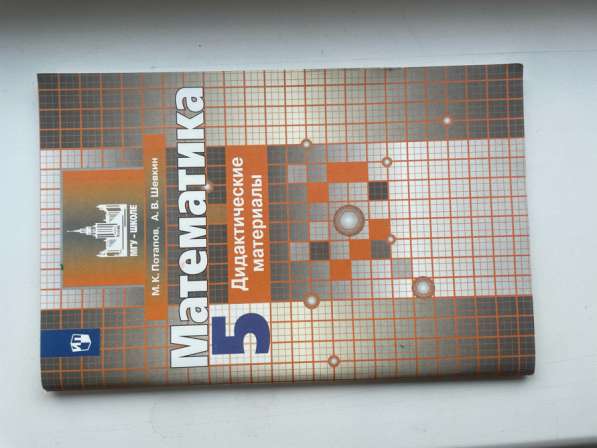 МГУ - ШКОЛЕ
М. К. Потапов, А. В. Шевкин
Математика
5
Дидактические
материалы